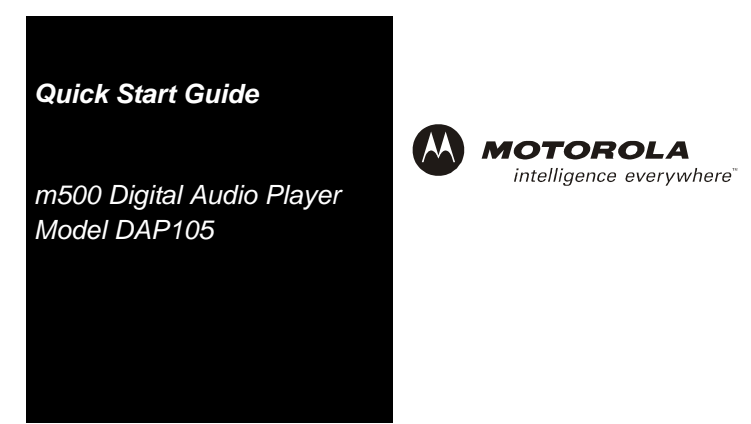 Quick Start Guide
m500 Digital Audio Player
Model DAP105
MOTOROLA
intelligence everywhere™